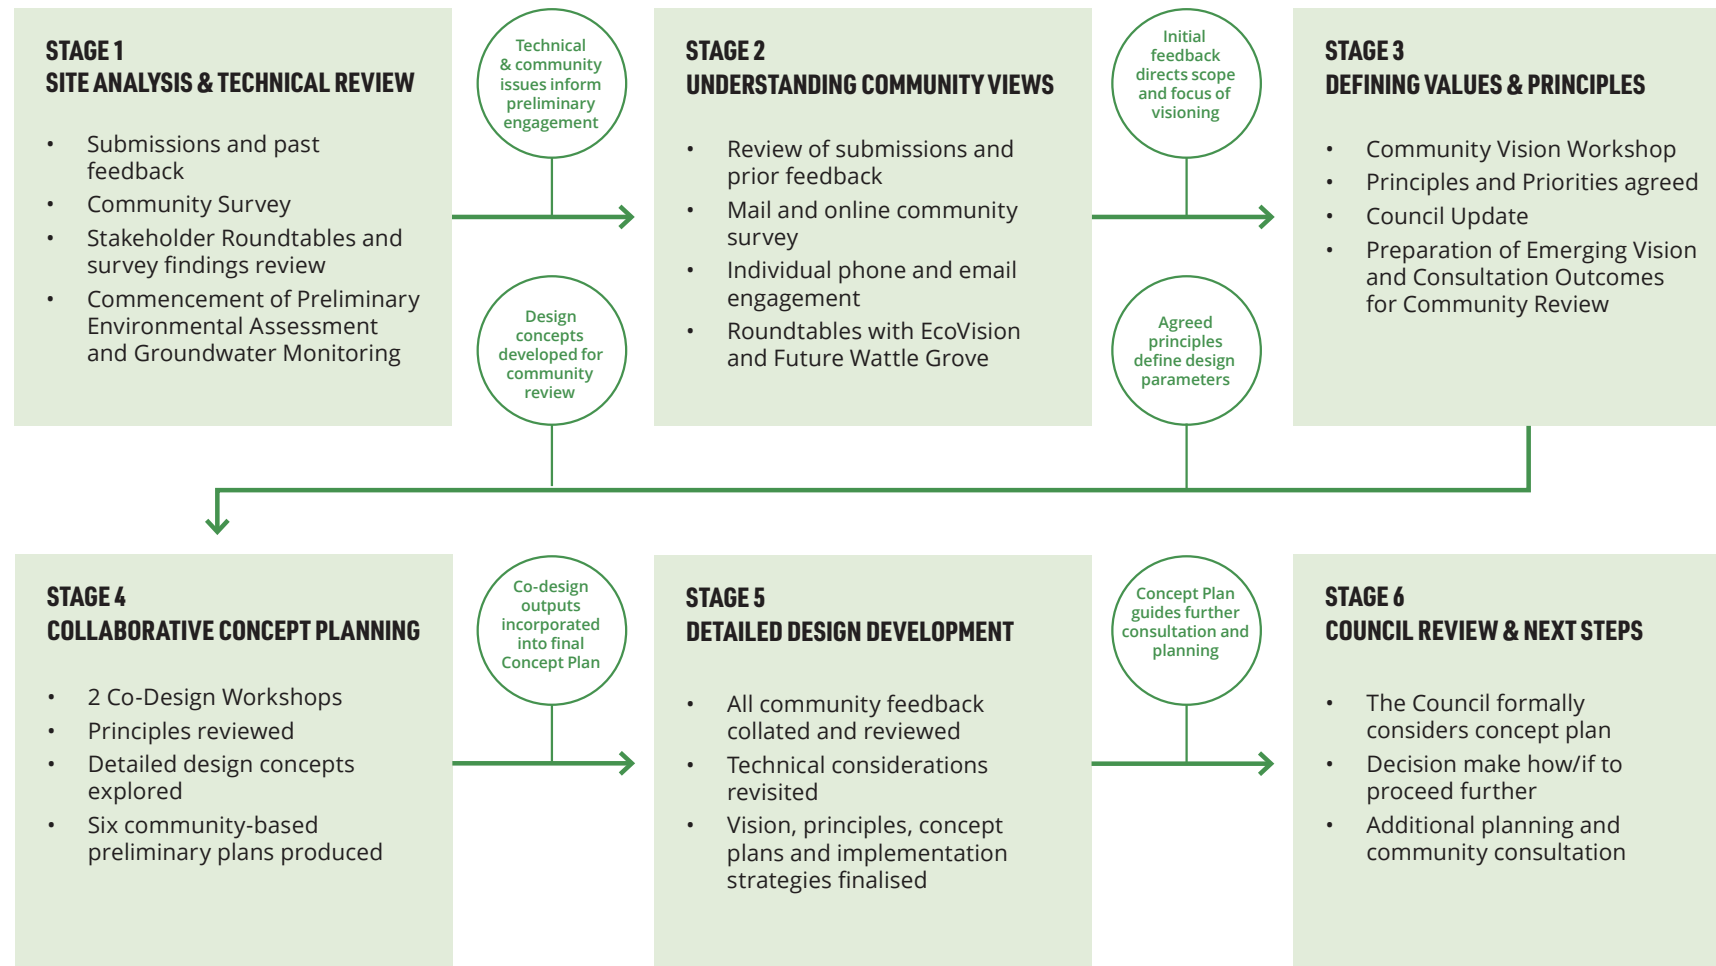 STAGE 1
SITE ANALYSIS & TECHNICAL REVIEW
• Submissions and past
feedback
• Community Survey
• Stakeholder Roundtables and
survey findings review
• Commencement of Preliminary
Environmental Assessment
and Groundwater Monitoring
Technical
& community
issues inform
preliminary
engagement
STAGE 2
UNDERSTANDING COMMUNITY VIEWS
• Review of submissions and
prior feedback
• Mail and online community
survey
• Individual phone and email
engagement
• Roundtables with EcoVision
and Future Wattle Grove
Initial
feedback
directs scope
and focus of
visioning
STAGE 3
DEFINING VALUES & PRINCIPLES
• Community Vision Workshop
• Principles and Priorities agreed
• Council Update
• Preparation of Emerging Vision
and Consultation Outcomes
for Community Review
Agreed
principles
define design
parameters
Design
concepts
developed for
community
review
STAGE 4
COLLABORATIVE CONCEPT PLANNING
• 2 Co-Design Workshops
• Principles reviewed
• Detailed design concepts
explored
• Six community-based
preliminary plans produced
Co-design
outputs
incorporated
into final
Concept Plan
STAGE 5
DETAILED DESIGN DEVELOPMENT
• All community feedback
collated and reviewed
• Technical considerations
revisited
• Vision, principles, concept
plans and implementation
strategies finalised
Concept Plan
guides further
consultation and
planning
STAGE 6
COUNCIL REVIEW & NEXT STEPS
• The Council formally
considers concept plan
• Decision make how/if to
proceed further
• Additional planning and
community consultation